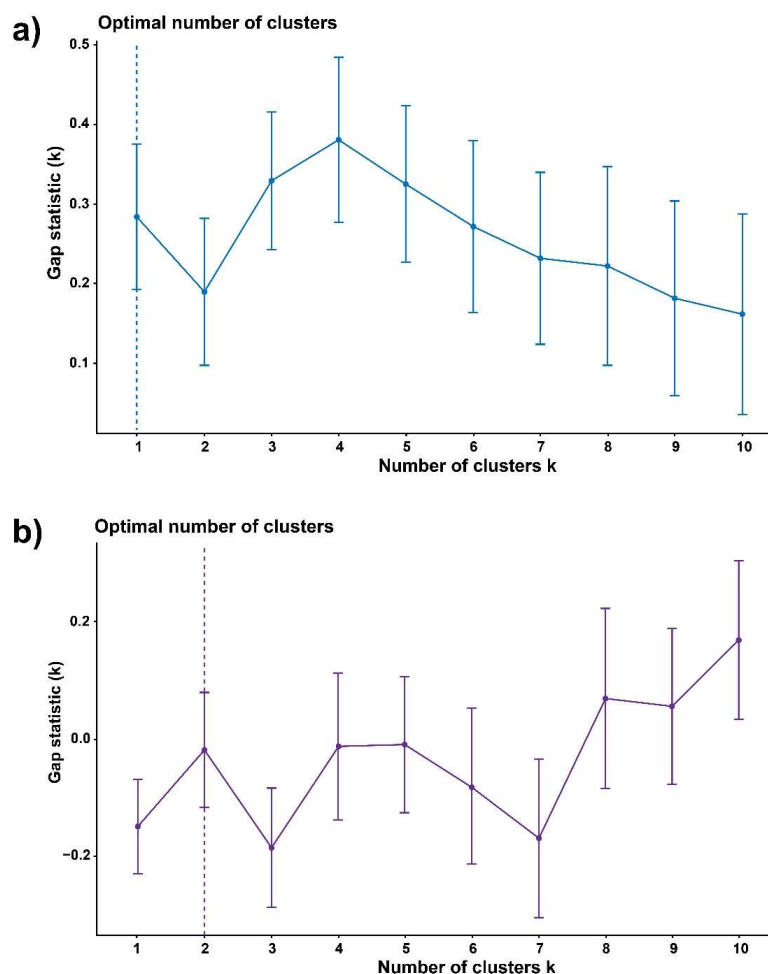 a)
Optimal number of clusters
0.5
0.4
0.3
0.2
0.1
Gap statistic (k)
1 2 3 4 5 6 7 8 9 10
Number of clusters k
b)
Optimal number of clusters
0.2
0.0
−0.2
Gap statistic (k)
1 2 3 4 5 6 7 8 9 10
Number of clusters k